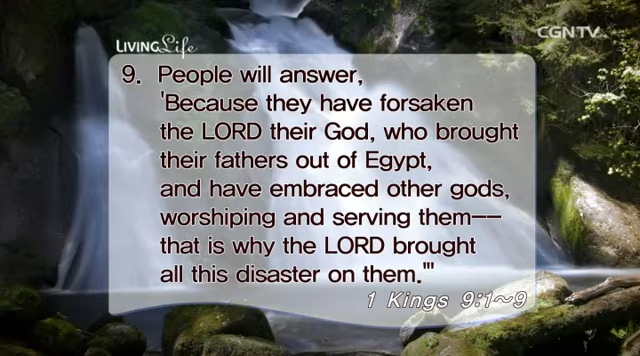 LIVING Life
CGNTV
9. People will answer,
'Because they have forsaken
the LORD their God, who brought
their fathers out of Egypt,
and have embraced other gods,
worshiping and serving them--
that is why the LORD brought
all this disaster on them.'"
1 Kings 9:1~9